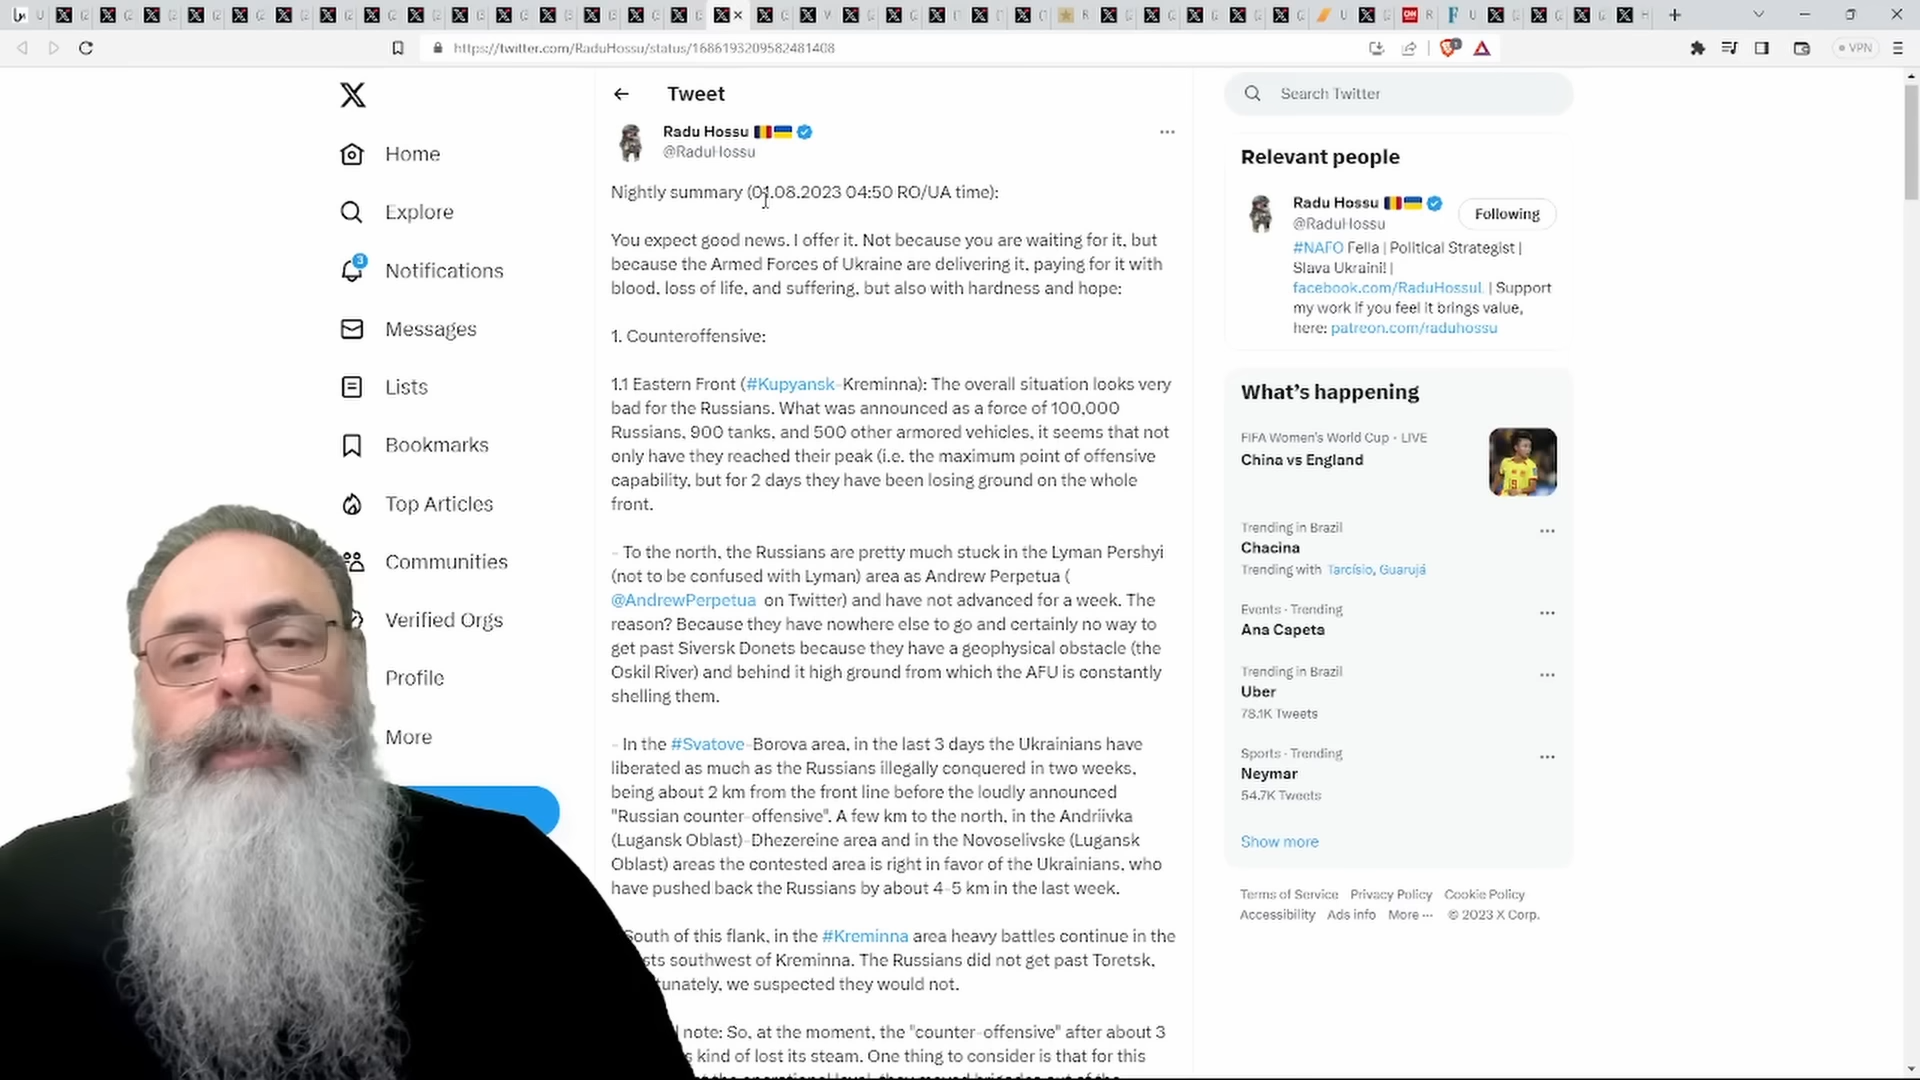 https://twitter.com/RaduHossu/status/1686193209582481408
VPN
Home
Explore
3
Notifications
Messages
Lists
Bookmarks
Top Articles
Communities
Verified Orgs
Profile
More
Tweet
Radu Hossu
@RaduHossu
Nightly summary (01.08.2023 04:50 RO/UA time):
You expect good news. I offer it. Not because you are waiting for it, but
because the Armed Forces of Ukraine are delivering it, paying for it with
blood, loss of life, and suffering, but also with hardness and hope:
1. Counteroffensive:
1.1 Eastern Front (#Kupyansk-Kreminna): The overall situation looks very
bad for the Russians. What was announced as a force of 100,000
Russians, 900 tanks, and 500 other armored vehicles, it seems that not
only have they reached their peak (i.e. the maximum point of offensive
capability, but for 2 days they have been losing ground on the whole
front.
- To the north, the Russians are pretty much stuck in the Lyman Pershyi
(not to be confused with Lyman) area as Andrew Perpetua (
@AndrewPerpetua on Twitter) and have not advanced for a week. The
reason? Because they have nowhere else to go and certainly no way to
get past Siversk Donets because they have a geophysical obstacle (the
Oskil River) and behind it high ground from which the AFU is constantly
shelling them.
- In the #Svatove-Borova area, in the last 3 days the Ukrainians have
liberated as much as the Russians illegally conquered in two weeks,
being about 2 km from the front line before the loudly announced
"Russian counter-offensive". A few km to the north, in the Andriivka
(Lugansk Oblast)-Dhezereine area and in the Novoselivske (Lugansk
Oblast) areas the contested area is right in favor of the Ukrainians, who
have pushed back the Russians by about 4-5 km in the last week.
South of this flank, in the #Kreminna area heavy battles continue in the
southwest of Kreminna. The Russians did not get past Toretsk,
we suspected they would not.
note: So, at the moment, the "counter-offensive" after about 3
kind of lost its steam. One thing to consider is that for this
Search Twitter
Relevant people
Radu Hossu
@RaduHossu
Following
#NAFO Fella | Political Strategist |
Slava Ukraini! |
facebook.com/RaduHossu1 | Support
my work if you feel it brings value,
here: patreon.com/raduhossu
What's happening
FIFA Women's World Cup · LIVE
China vs England
Trending in Brazil
Chacina
Trending with Tarcísio, Guarujá
Events · Trending
Ana Capeta
Trending in Brazil
Uber
78.1K Tweets
Sports · Trending
Neymar
54.7K Tweets
Show more
Terms of Service Privacy Policy Cookie Policy
Accessibility Ads info More ··· © 2023 X Corp.